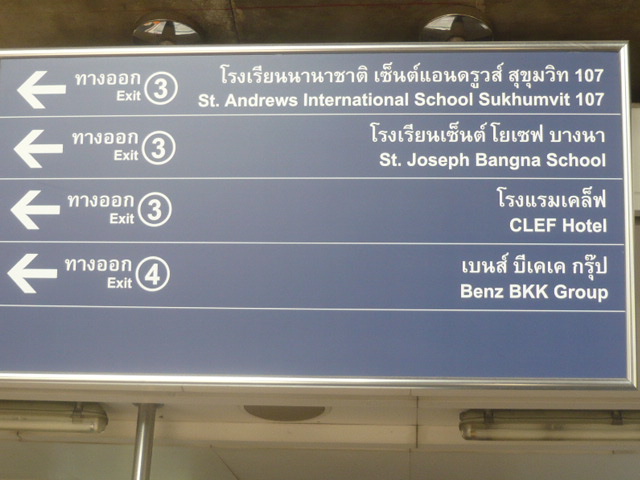 ทางออก 3 โรงเรียนนานาชาติ เซ็นต์แอนดรูวส์ สุขุมวิท 107
Exit St. Andrews International School Sukhumvit 107
ทางออก 3 โรงเรียนเซ็นต์ โยเซฟ บางนา
Exit St. Joseph Bangna School
ทางออก 3 โรงแรมเคล็ฟ
Exit CLEF Hotel
ทางออก 4 เบนส์ บีเคเค กรุ๊ป
Exit Benz BKK Group